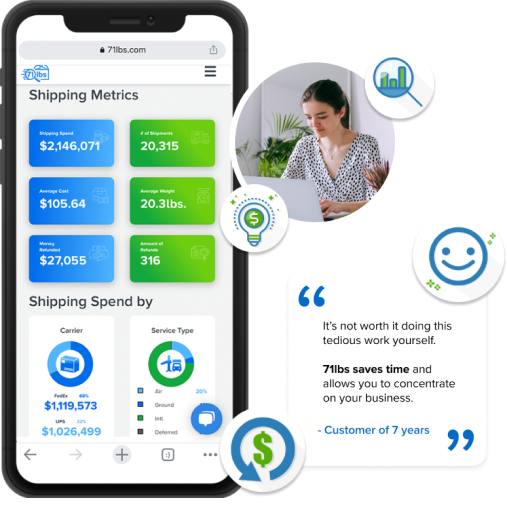 71lbs.com
71lbs
Shipping Metrics
Shipping Spend
$2,146,071
# of Shipments
20,315
Average Cost
$105.64
Average Weight
20.3lbs.
Money
Refunded
$27,055
Amount of
Refunds
316
Shipping Spend by
Carrier
FedEx 68%
$1,119,573
UPS 32%
$1,026,499
Service Type
Air 20%
Ground
Intl
Deferred
$
$
“
It's not worth it doing this
tedious work yourself.
71lbs saves time and
allows you to concentrate
on your business.
- Customer of 7 years
”